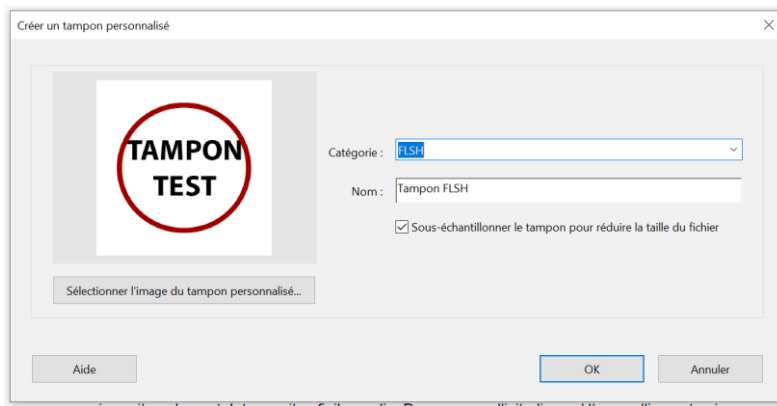 Créer un tampon personnalisé
TAMPON
TEST
Catégorie :
FLSH
Nom :
Tampon FLSH
Sous-échantillonner le tampon pour réduire la taille du fichier
Sélectionner l'image du tampon personnalisé...
Aide
OK
Annuler